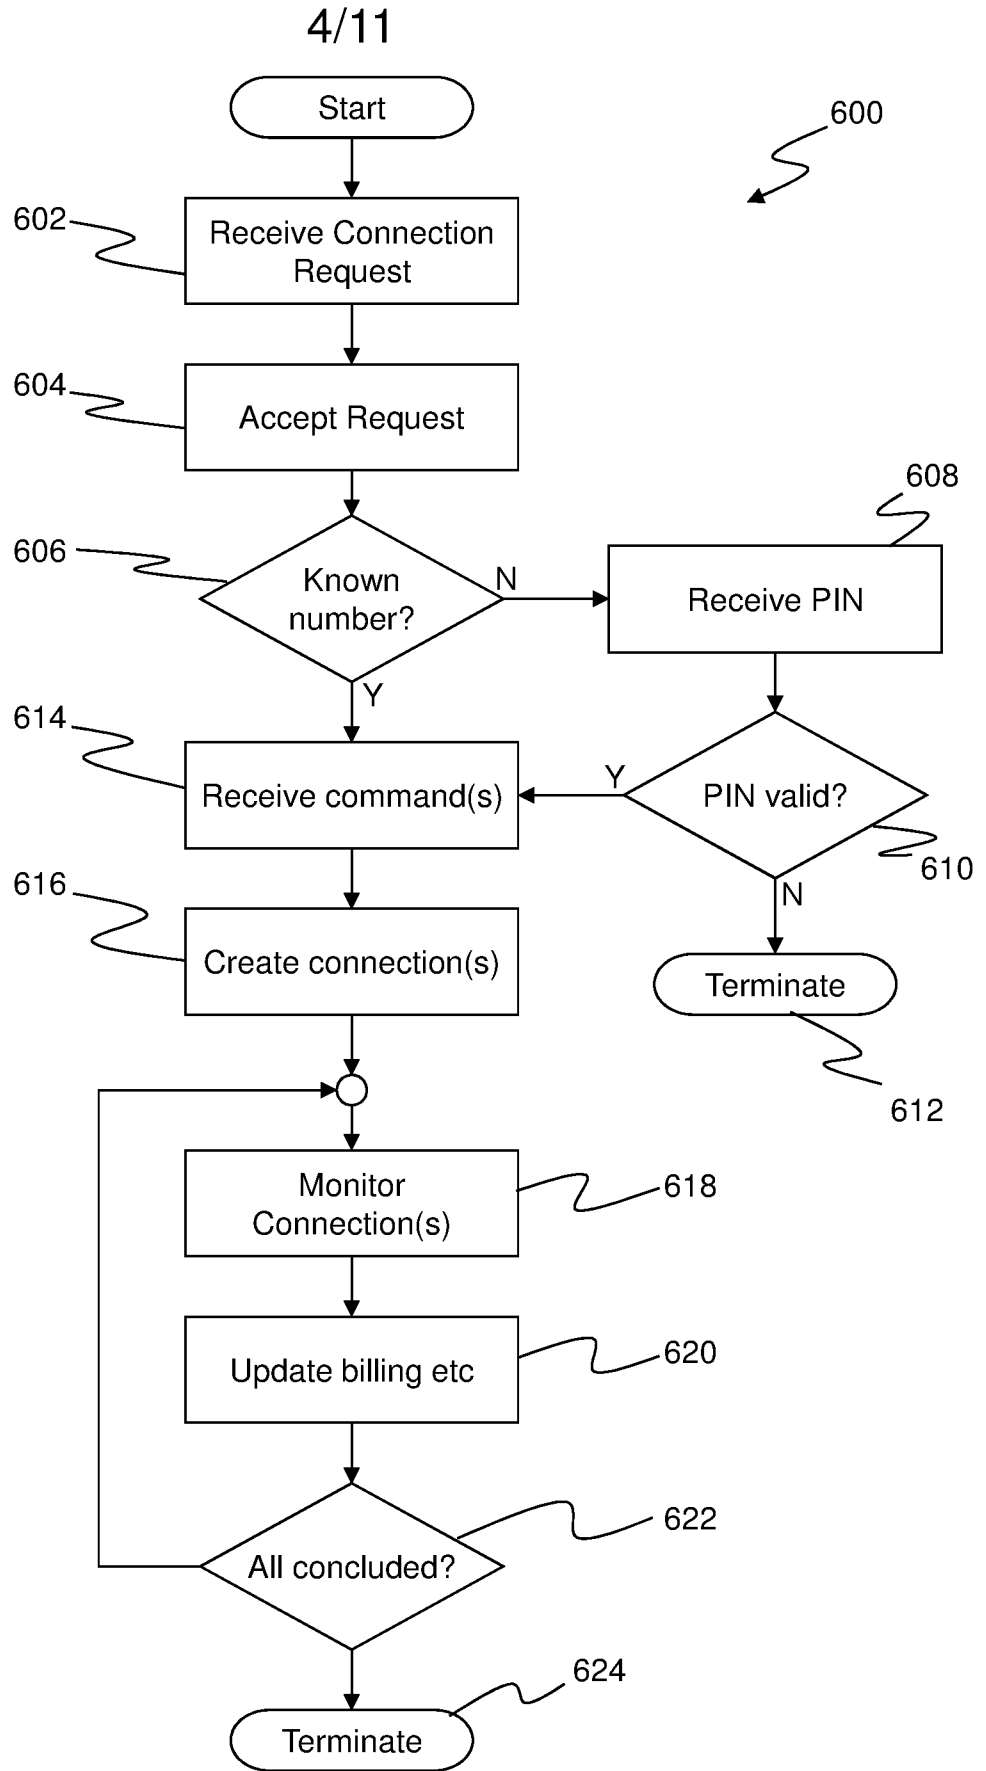 4/11
Start
600
602
Receive Connection
Request
604
Accept Request
608
606
Known
number?
N
Receive PIN
Y
614
Receive command(s)
Y
PIN valid?
610
616
Create connection(s)
N
Terminate
612
Monitor
Connection(s)
618
Update billing etc
620
622
All concluded?
624
Terminate